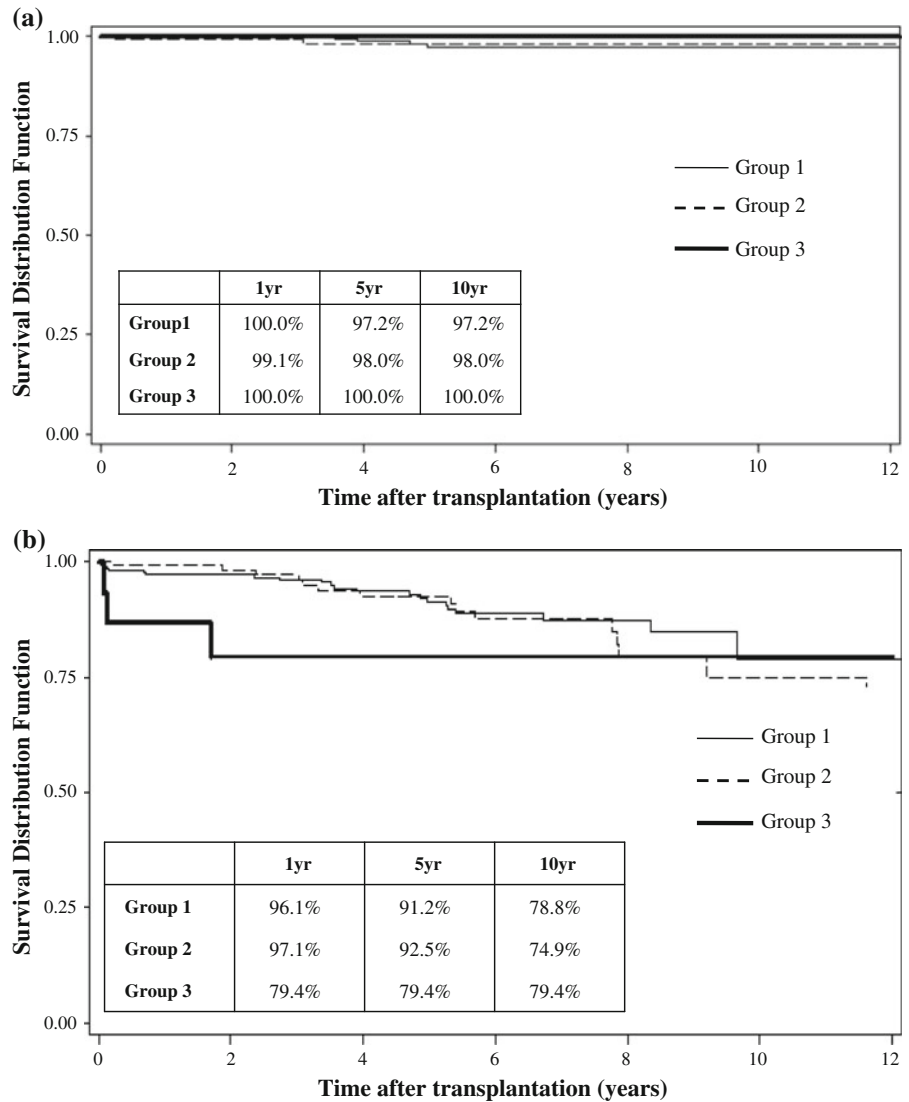 (a)
Survival Distribution Function
1.00
0.75
0.50
0.25
0.00
Group 1
Group 2
Group 3
1yr 5yr 10yr
Group1 100.0% 97.2% 97.2%
Group 2 99.1% 98.0% 98.0%
Group 3 100.0% 100.0% 100.0%
0 2 4 6 8 10 12
Time after transplantation (years)
(b)
Survival Distribution Function
1.00
0.75
0.50
0.25
0.00
Group 1
Group 2
Group 3
1yr 5yr 10yr
Group 1 96.1% 91.2% 78.8%
Group 2 97.1% 92.5% 74.9%
Group 3 79.4% 79.4% 79.4%
0 2 4 6 8 10 12
Time after transplantation (years)